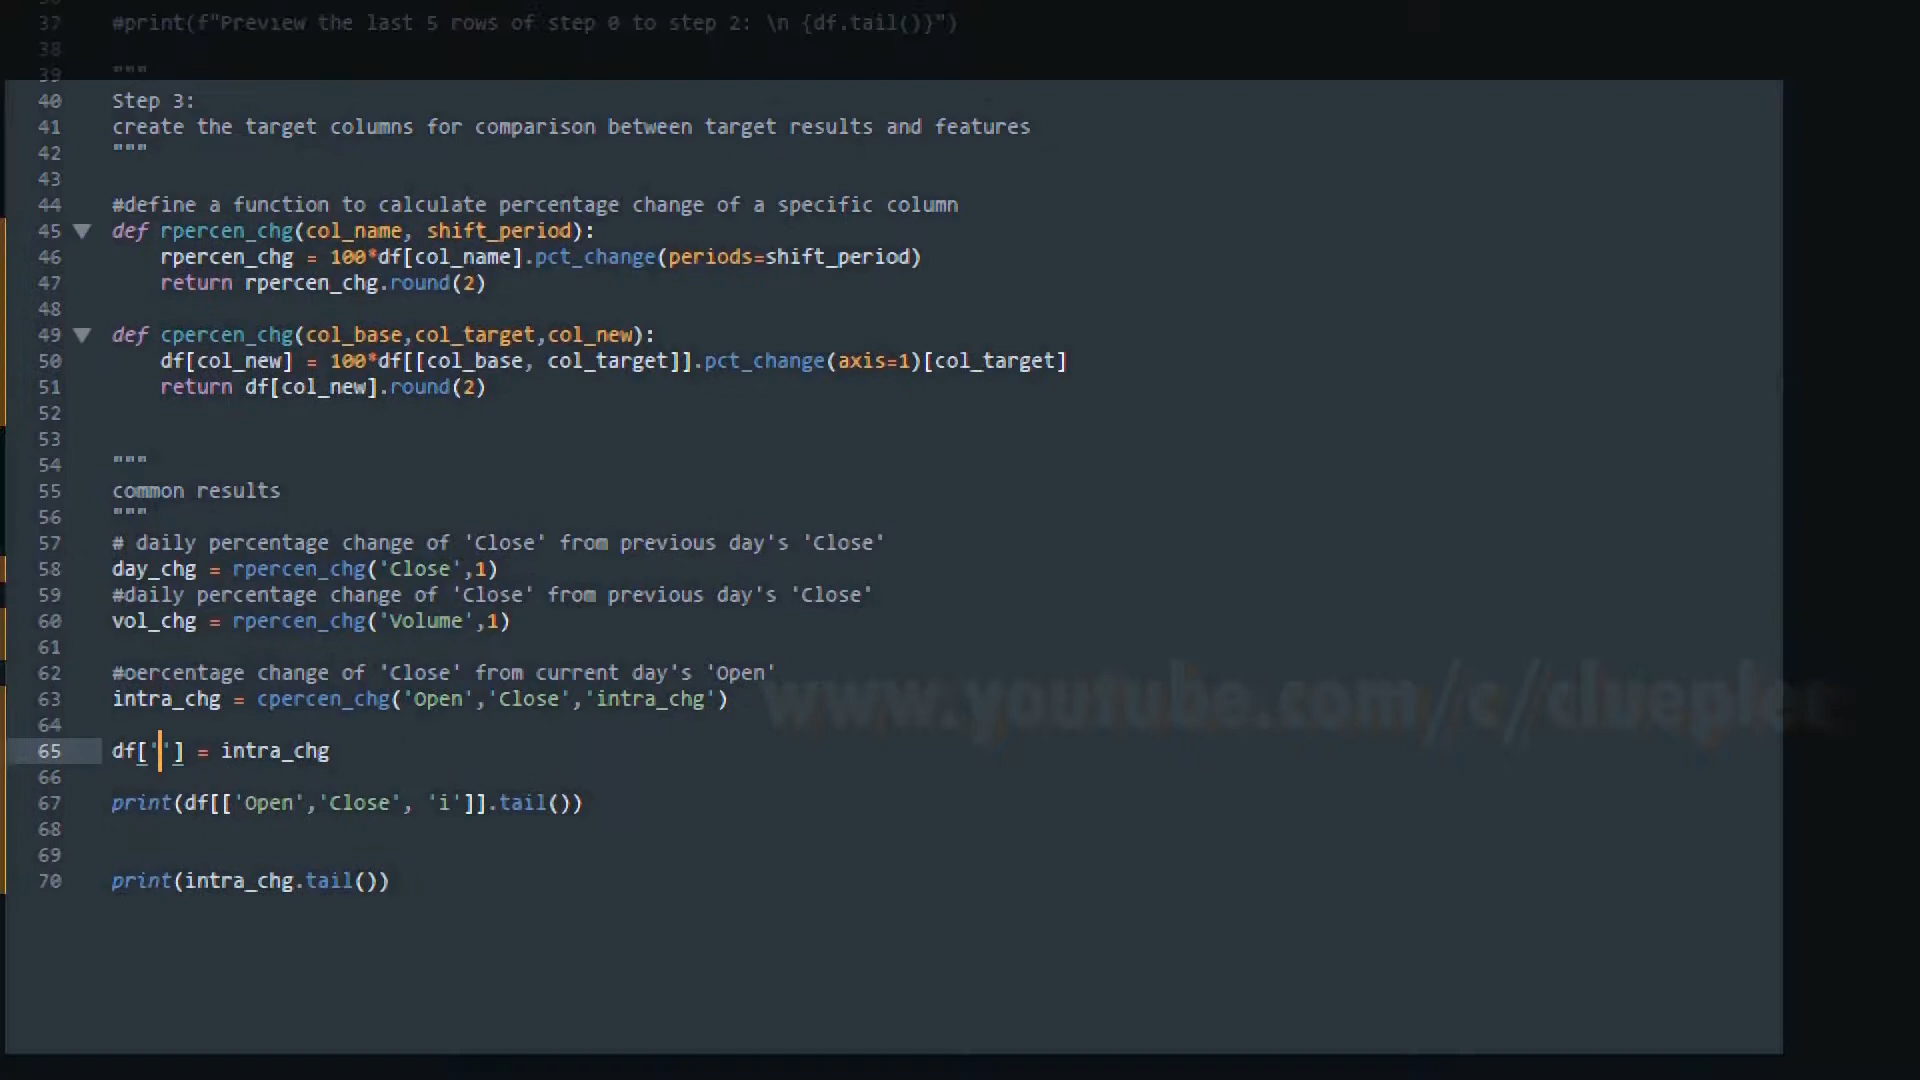 37 #print(f"Preview the last 5 rows of step 0 to step 2: \n {df.tail()}")
38
39 """
40 Step 3:
41 create the target columns for comparison between target results and features
42 """
43
44 #define a function to calculate percentage change of a specific column
45 def rpercen_chg(col_name, shift_period):
46 rpercen_chg = 100*df[col_name].pct_change(periods=shift_period)
47 return rpercen_chg.round(2)
48
49 def cpercen_chg(col_base,col_target,col_new):
50 df[col_new] = 100*df[[col_base, col_target]].pct_change(axis=1)[col_target]
51 return df[col_new].round(2)
52
53
54 """
55 common results
56 """
57 # daily percentage change of 'Close' from previous day's 'Close'
58 day_chg = rpercen_chg('Close',1)
59 #daily percentage change of 'Close' from previous day's 'Close'
60 vol_chg = rpercen_chg('Volume',1)
61
62 #oercentage change of 'Close' from current day's 'Open'
63 intra_chg = cpercen_chg('Open','Close','intra_chg')
www.youtube.com/c/
64
65 df[''] = intra_chg
66
67 print(df[['Open','Close', 'i']].tail())
68
69
70 print(intra_chg.tail())